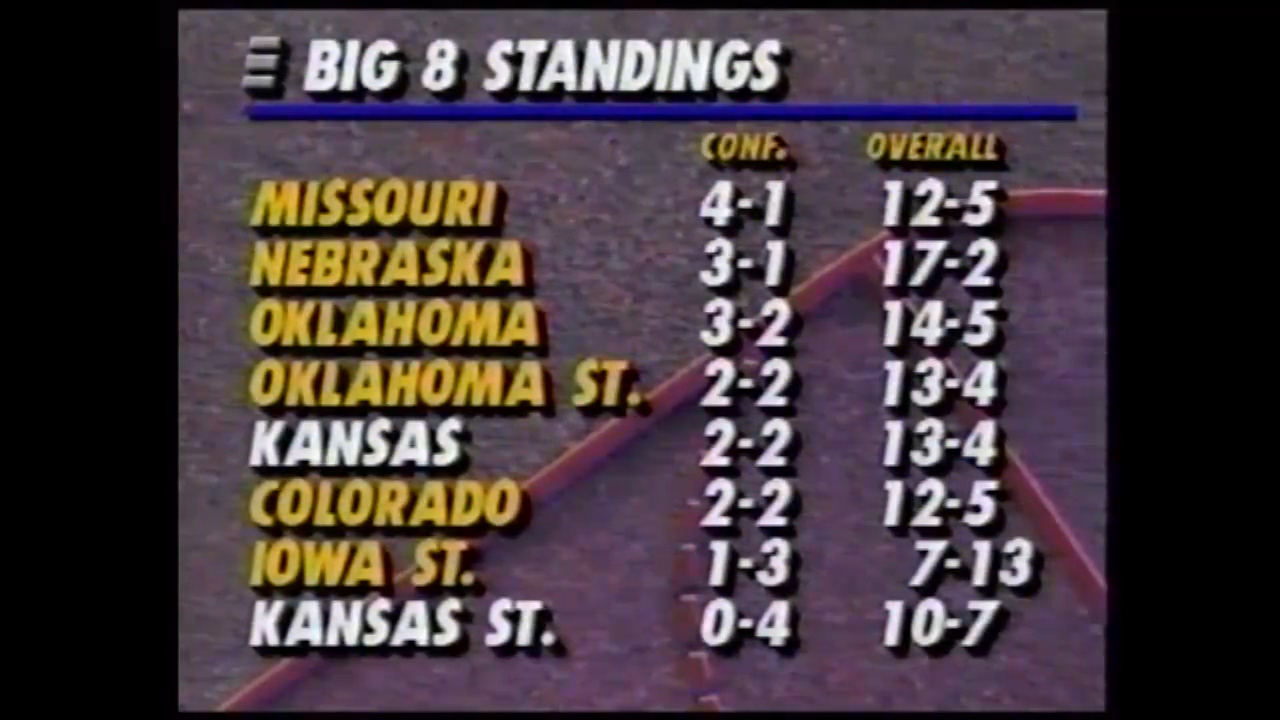 BIG 8 STANDINGS
CONF. OVERALL
MISSOURI 4-1 12-5
NEBRASKA 3-1 17-2
OKLAHOMA 3-2 14-5
OKLAHOMA ST. 2-2 13-4
KANSAS 2-2 13-4
COLORADO 2-2 12-5
IOWA ST. 1-3 7-13
KANSAS ST. 0-4 10-7